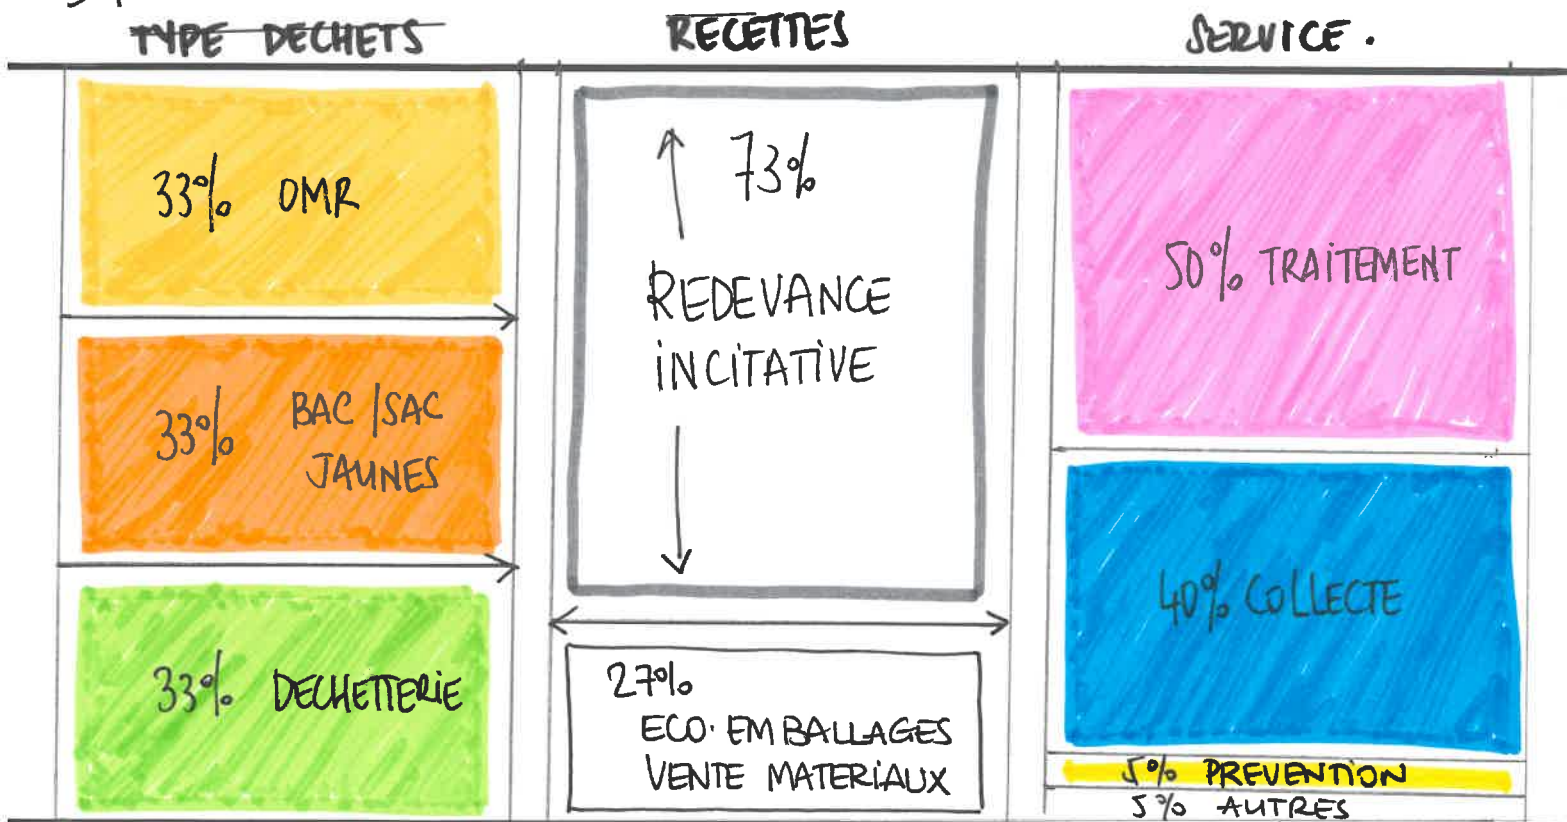 TYPE DECHETS
RECETTES
SERVICE.
33% OMR
33% BAC/SAC
JAUNES
33% DECHETTERIE
73%
REDEVANCE
INCITATIVE
27%
ECO.EMBALLAGES
VENTE MATERIAUX
50% TRAITEMENT
40% COLLECTE
5% PREVENTION
5% AUTRES